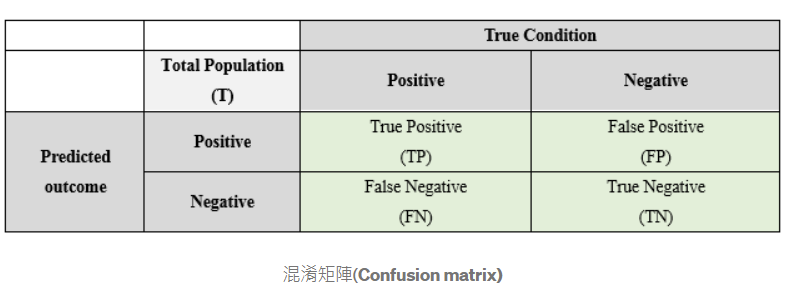 True Condition
Total Population
(T)
Positive
Negative
Predicted
outcome
Positive
True Positive
(TP)
False Positive
(FP)
Negative
False Negative
(FN)
True Negative
(TN)
混淆矩陣(Confusion matrix)